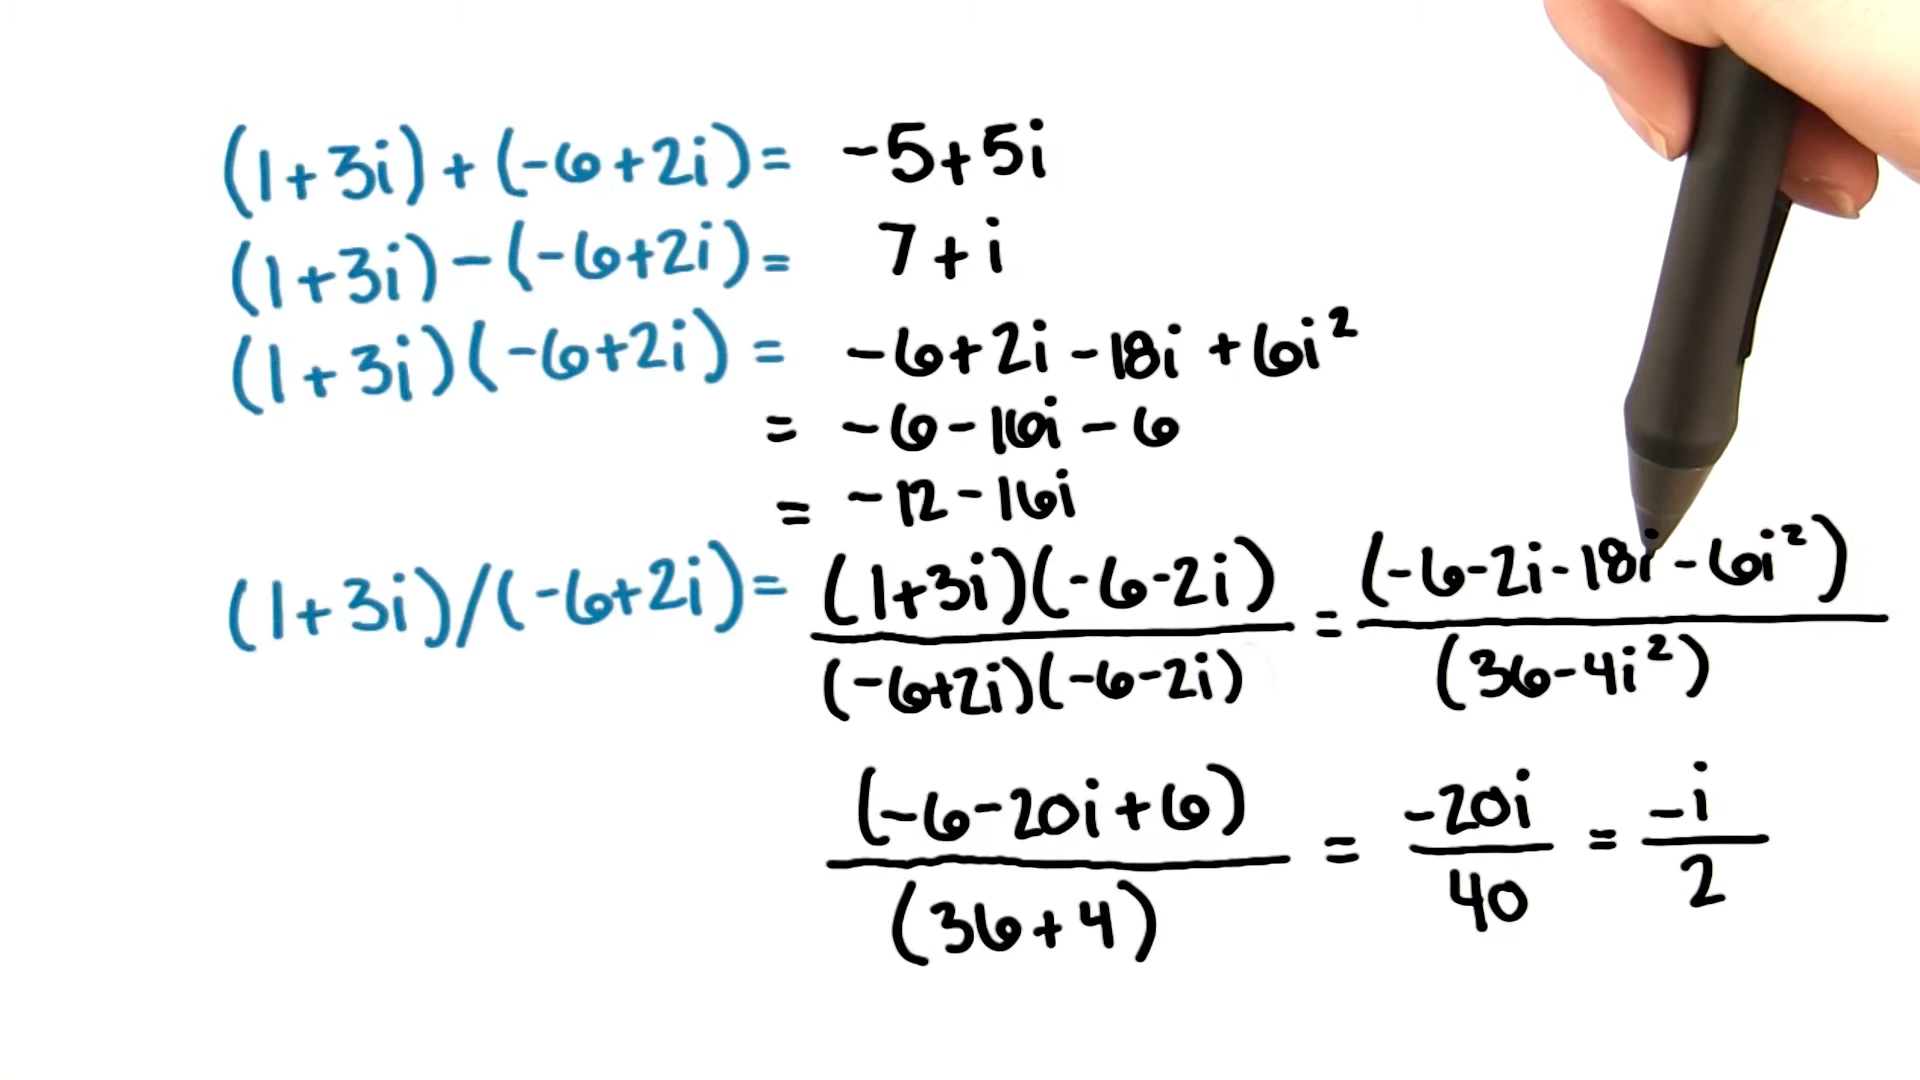 (1+3i)+(-6+2i)= -5+5i
(1+3i)-(-6+2i)= 7+i
(1+3i)(-6+2i)= -6+2i-18i+6i²
= -6-16i-6
= -12-16i
(1+3i)/(-6+2i)= (1+3i)(-6-2i) / (-6+2i)(-6-2i) = (-6-2i-18i-6i²) / (36-4i²)
(-6-20i+6) / (36+4) = -20i / 40 = -i / 2